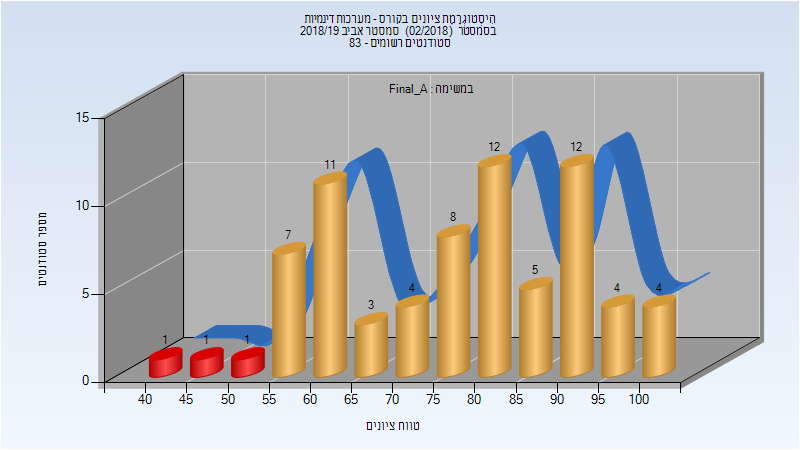 היסטוגרמת ציונים בקורס - מערכות דינמיות
בסמסטר (02/2018) סמסטר אביב 2018/19
סטודנטים רשומים - 83
במשימה : Final_A
15
10
5
0
מספר סטודנטים
1
1
1
7
11
3
4
8
12
5
12
4
4
40 45 50 55 60 65 70 75 80 85 90 95 100
טווח ציונים